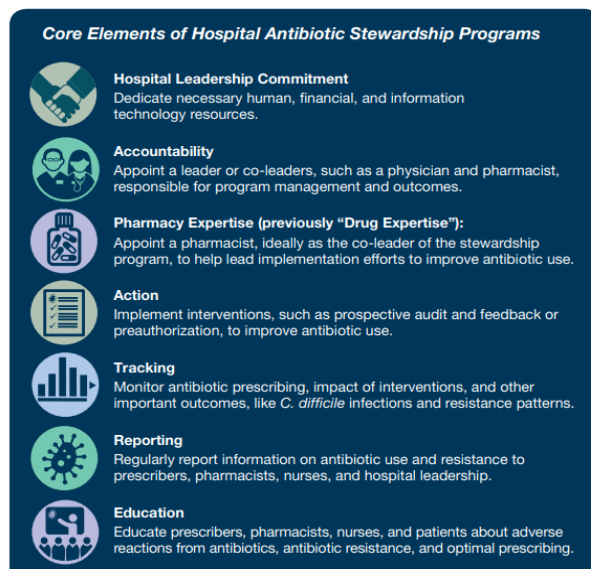 Core Elements of Hospital Antibiotic Stewardship Programs
Hospital Leadership Commitment
Dedicate necessary human, financial, and information
technology resources.
Accountability
Appoint a leader or co-leaders, such as a physician and pharmacist,
responsible for program management and outcomes.
Pharmacy Expertise (previously “Drug Expertise”):
Appoint a pharmacist, ideally as the co-leader of the stewardship
program, to help lead implementation efforts to improve antibiotic use.
Action
Implement interventions, such as prospective audit and feedback or
preauthorization, to improve antibiotic use.
Tracking
Monitor antibiotic prescribing, impact of interventions, and other
important outcomes, like C. difficile infections and resistance patterns.
Reporting
Regularly report information on antibiotic use and resistance to
prescribers, pharmacists, nurses, and hospital leadership.
Education
Educate prescribers, pharmacists, nurses, and patients about adverse
reactions from antibiotics, antibiotic resistance, and optimal prescribing.